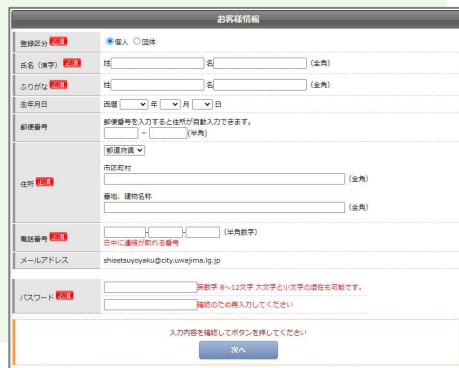 お客様情報
登録区分 必須 個人 団体
氏名（漢字） 必須 姓 名 (全角)
ふりがな 必須 姓 名 (全角)
生年月日 西暦 年 月 日
郵便番号 郵便番号を入力すると住所が自動入力できます。
- (半角)
都道府県
市区町村
住所 必須 (全角)
番地、建物名称
(全角)
電話番号 必須 - - (半角数字)
日中に連絡が取れる番号
メールアドレス shisetsuyoyaku@city.uwajima.lg.jp
パスワード 必須 英数字 8～12文字 大文字と小文字の混在も可能です。
確認のため再入力してください
入力内容を確認してボタンを押してください
次へ